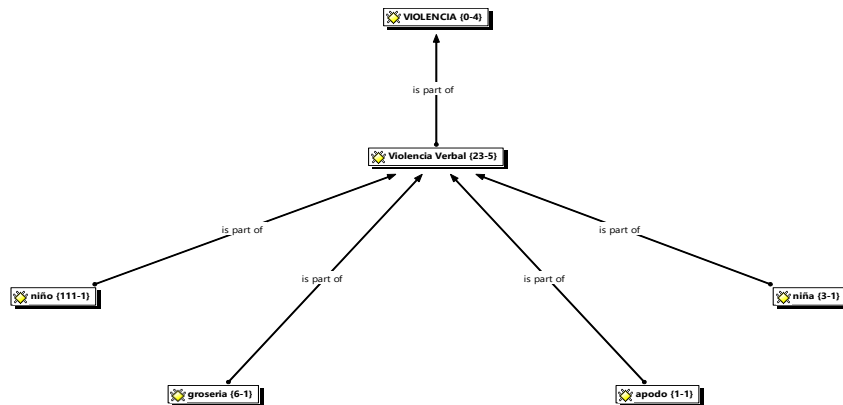 VIOLENCIA {0-4}
is part of
Violencia Verbal {23-5}
is part of
is part of
is part of
is part of
niño {111-1}
niña {3-1}
groseria {6-1}
apodo {1-1}